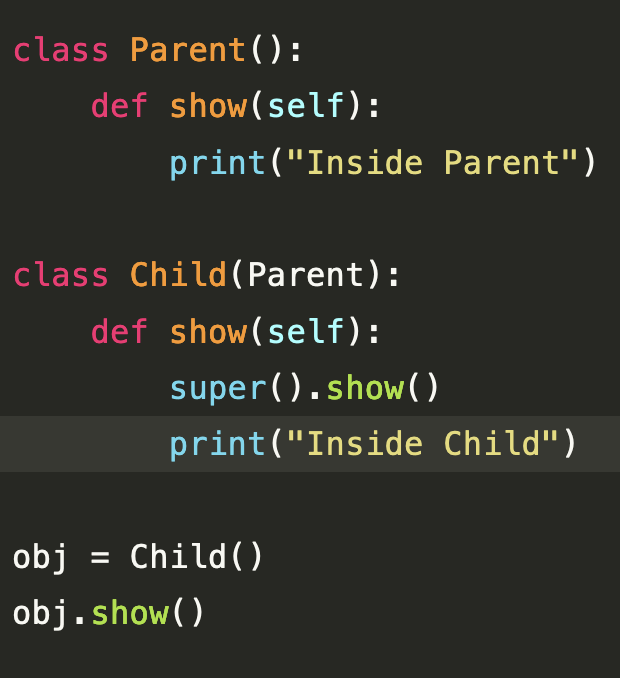 class Parent():
    def show(self):
        print("Inside Parent")
class Child(Parent):
    def show(self):
        super().show()
        print("Inside Child")
obj = Child()
obj.show()